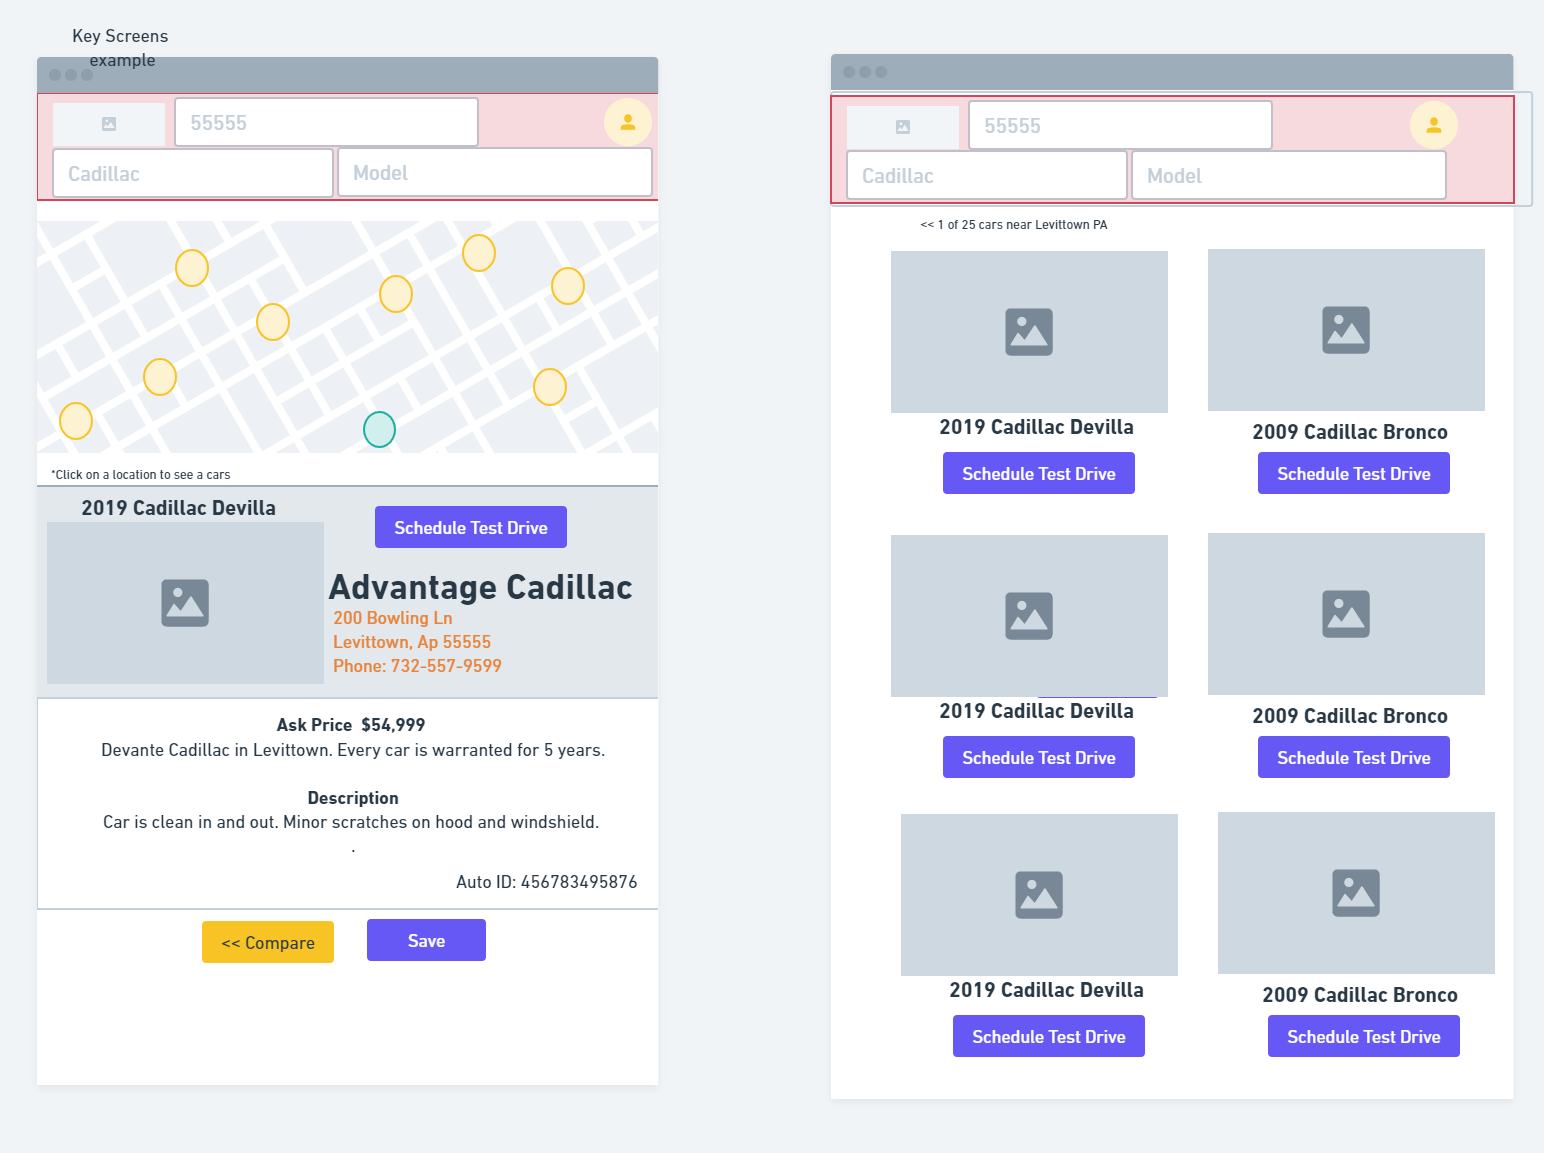 Key Screens
example
55555
Cadillac
Model
*Click on a location to see a cars
2019 Cadillac Devilla
Schedule Test Drive
Advantage Cadillac
200 Bowling Ln
Levittown, Ap 55555
Phone: 732-557-9599
Ask Price $54,999
Devante Cadillac in Levittown. Every car is warranted for 5 years.
Description
Car is clean in and out. Minor scratches on hood and windshield.
.
Auto ID: 456783495876
<< Compare
Save
55555
Cadillac
Model
<< 1 of 25 cars near Levittown PA
2019 Cadillac Devilla
2009 Cadillac Bronco
Schedule Test Drive
Schedule Test Drive
2019 Cadillac Devilla
2009 Cadillac Bronco
Schedule Test Drive
Schedule Test Drive
2019 Cadillac Devilla
2009 Cadillac Bronco
Schedule Test Drive
Schedule Test Drive